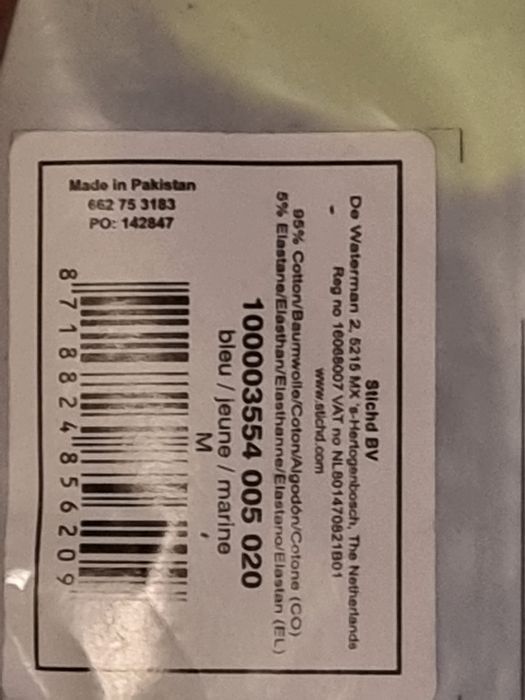 Stichd BV
De Waterman 2, 5215 MX 's-Hertogenbosch, The Netherlands
Reg no 16068007 VAT no NL801470821B01
www.stichd.com
95% Cotton/Baumwolle/Coton/Algodón/Cotone (CO)
5% Elastane/Elasthan/Elasthanne/Elastano/Elastan (EL)
100003554 005 020
bleu / jeune / marine
M
Made in Pakistan
662 75 3183
PO: 142847
8 718824 856209